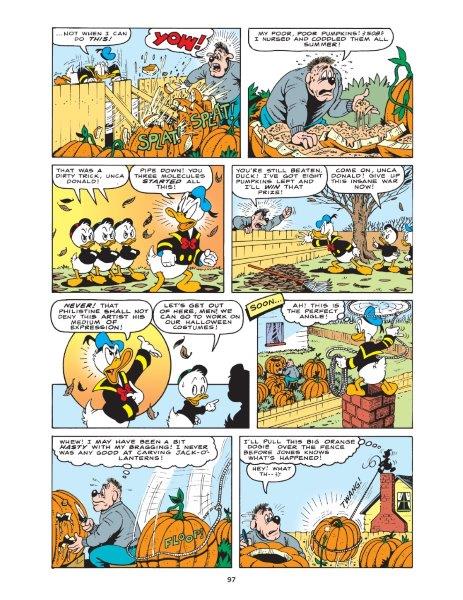 ...NOT WHEN I CAN
DO THIS!
YOW!
SPLAT!
SPLAT!
MY POOR, POOR PUMPKINS! :SOB:
I NURSED AND CODDLED THEM ALL
SUMMER!
THAT WAS A
DIRTY TRICK, UNCA
DONALD!
PIPE DOWN! YOU
THREE MOLECULES
STARTED ALL
THIS!
YOU'RE STILL BEATEN,
DUCK! I'VE GOT EIGHT
PUMPKINS LEFT AND
I'LL WIN THAT
PRIZE!
COME ON, UNCA
DONALD! GIVE UP
THIS INSANE WAR
NOW!
NEVER! THAT
PHILISTINE SHALL NOT
DENY THIS ARTIST HIS
MEDIUM OF
EXPRESSION!
LET'S GET OUT
OF HERE, MEN! WE
CAN GO TO WORK ON
OUR HALLOWEEN
COSTUMES!
SOON...
AH! THIS IS
THE PERFECT
ANGLE!
WHEW! I MAY HAVE BEEN A BIT
HASTY WITH MY BRAGGING! I NEVER
WAS ANY GOOD AT CARVING JACK-O'-
LANTERNS!
FLOOP!
I'LL PULL THIS BIG ORANGE
DOGIE OVER THE FENCE
BEFORE JONES KNOWS
WHAT'S HAPPENED!
HEY! WHAT
TH--!?
TWANG!
97